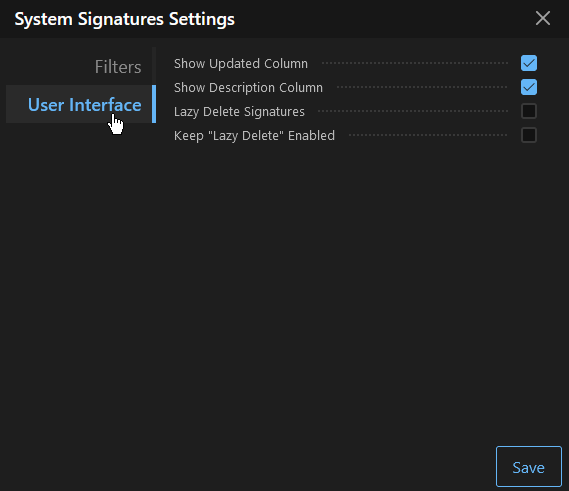 System Signatures Settings
Filters
User Interface
Show Updated Column
Show Description Column
Lazy Delete Signatures
Keep "Lazy Delete" Enabled
Save